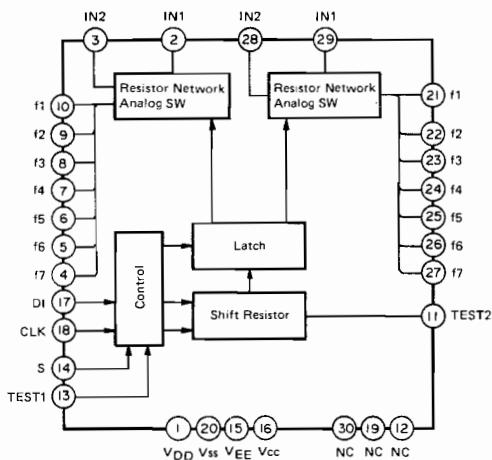 IN2 IN1 IN2 IN1
3 2 28 29
Resistor Network
Analog SW
Resistor Network
Analog SW
f1 10
f2 9
f3 8
f4 7
f5 6
f6 5
f7 4
DI 17
CLK 18
S 14
TEST1 13
21 f1
22 f2
23 f3
24 f4
25 f5
26 f6
27 f7
11 TEST2
Control
Latch
Shift Resistor
1 20 15 16 30 19 12
VDD Vss VEE Vcc NC NC NC